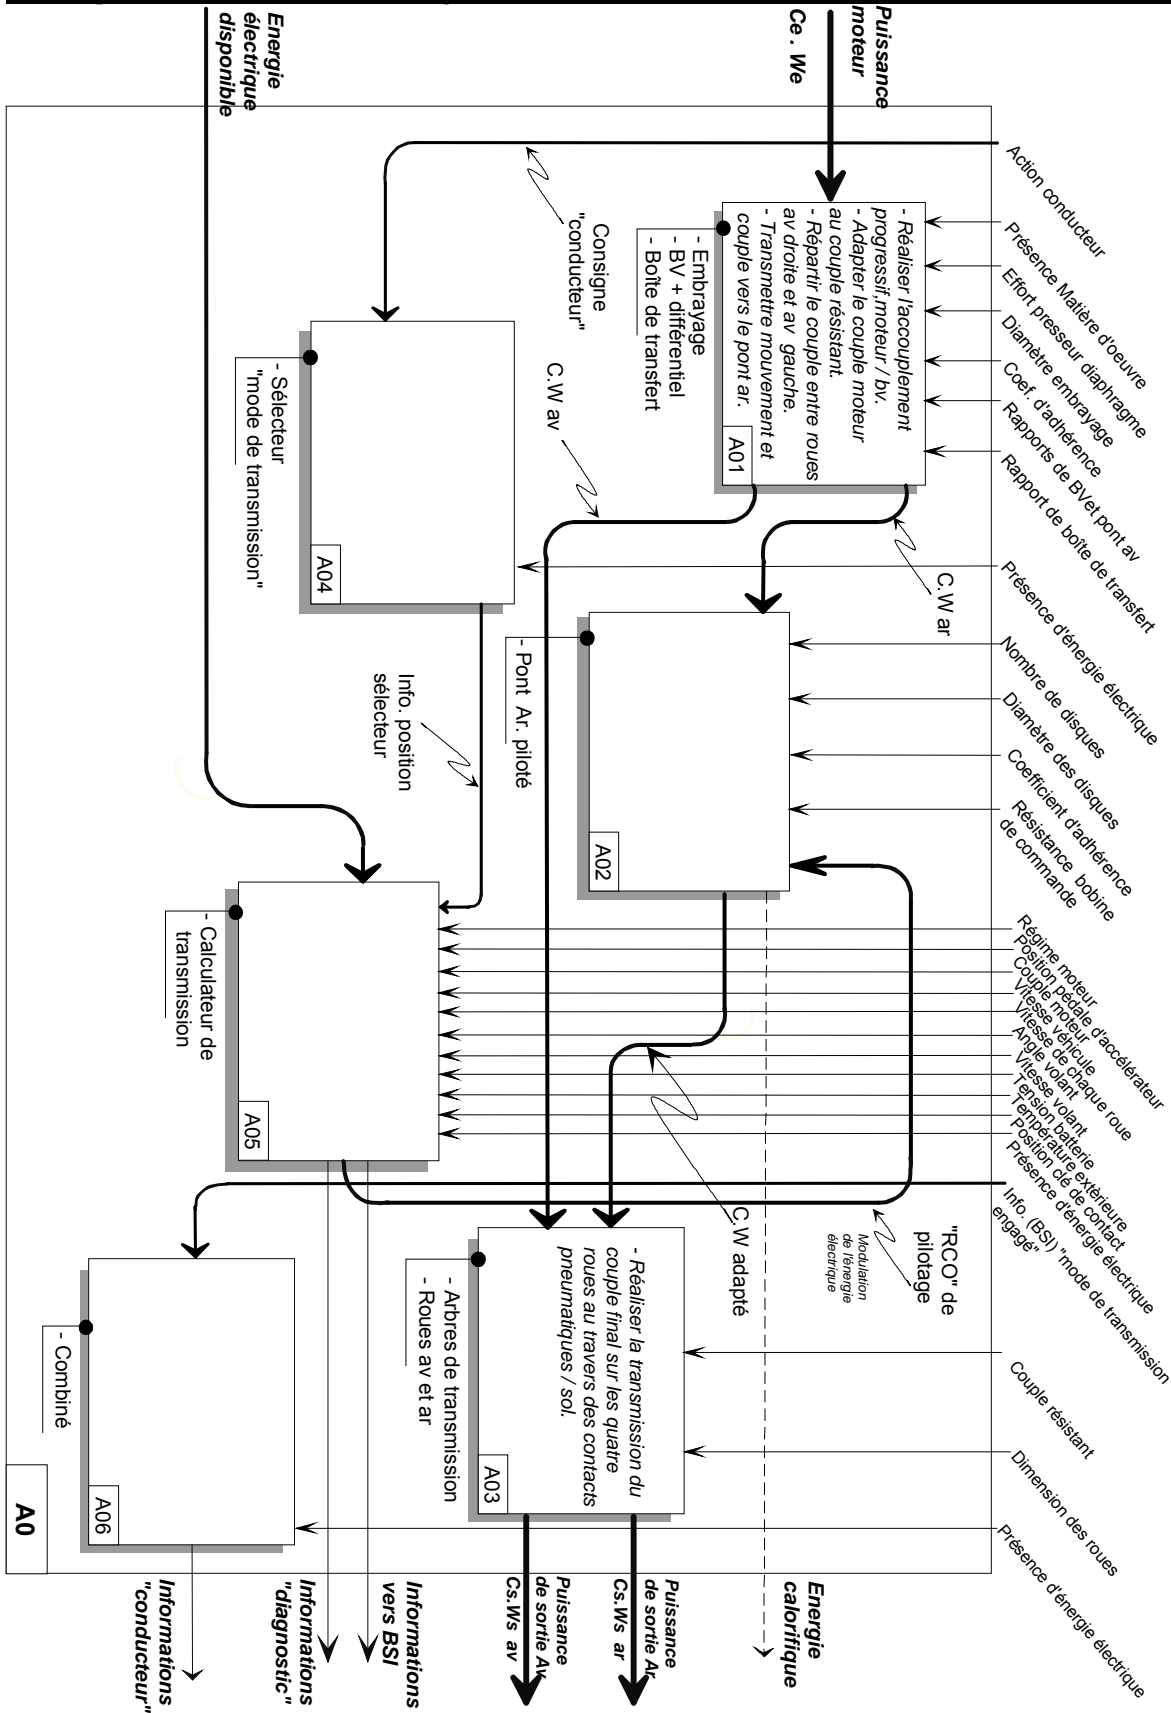 Action conducteur
Présence Matière d'oeuvre
Effort presseur diaphragme
Diamètre embrayage
Coef. d'adhérence
Rapports de BVet pont av
Rapport de boîte de transfert
Présence d'énergie électrique
Nombre de disques
Diamètre des disques
Coefficient d'adhérence
Résistance bobine
de commande
Régime moteur
Position pédale d'accélérateur
Couple moteur
Vitesse véhicule
Vitesse de chaque roue
Angle volant
Vitesse volant
Tension batterie
Température extèrieure
Position clé de contact
Présence d'énergie électrique
Info. (BSI) "mode de transmission
engagé"
Couple résistant
Dimension des roues
Présence d'énergie électrique
Puissance
moteur
Ce . We
- Réaliser l'accouplement
progressif,moteur / bv.
- Adapter le couple moteur
au couple résistant.
- Répartir le couple entre roues
av droite et av gauche.
- Transmettre mouvement et
couple vers le pont ar.
A01
- Embrayage
- BV + différentiel
- Boîte de transfert
C.W ar
C.W av
A02
- Pont Ar. piloté
"RCO" de
pilotage
Modulation
de l'énergie
électrique
C.W adapté
- Réaliser la transmission du
couple final sur les quatre
roues au travers des contacts
pneumatiques / sol.
A03
- Arbres de transmission
- Roues av et ar
Energie
calorifique
Puissance
de sortie Ar
Cs.Ws ar
Puissance
de sortie Av
Cs.Ws av
Consigne
"conducteur"
A04
- Sélecteur
"mode de transmission"
Info. position
sélecteur
Energie
électrique
disponible
A05
- Calculateur de
transmission
Informations
vers BSI
Informations
"diagnostic"
A06
- Combiné
Informations
"conducteur"
A0